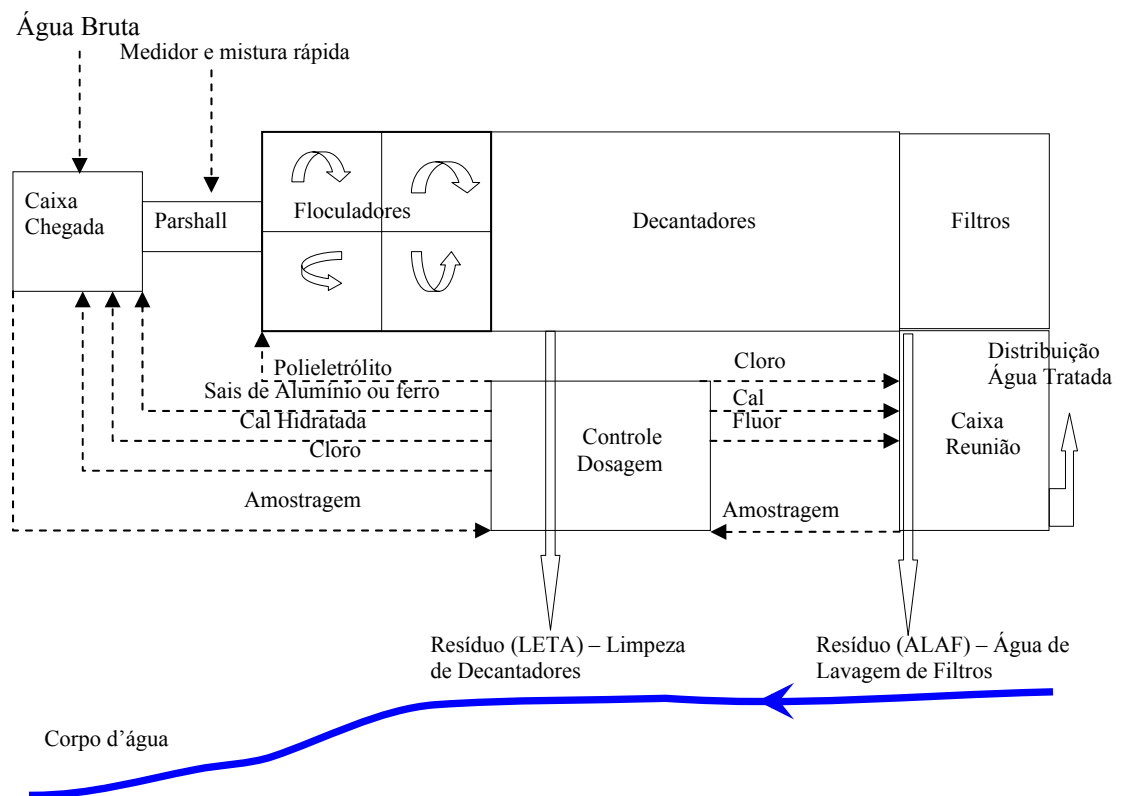 Água Bruta
Medidor e mistura rápida
Caixa
Chegada
Parshall
Floculadores
Decantadores
Filtros
Polieletrólito
Sais de Alumínio ou ferro
Cal Hidratada
Cloro
Amostragem
Controle
Dosagem
Cloro
Cal
Fluor
Amostragem
Distribuição
Água Tratada
Caixa
Reunião
Resíduo (LETA) – Limpeza
de Decantadores
Resíduo (ALAF) – Água de
Lavagem de Filtros
Corpo d’água